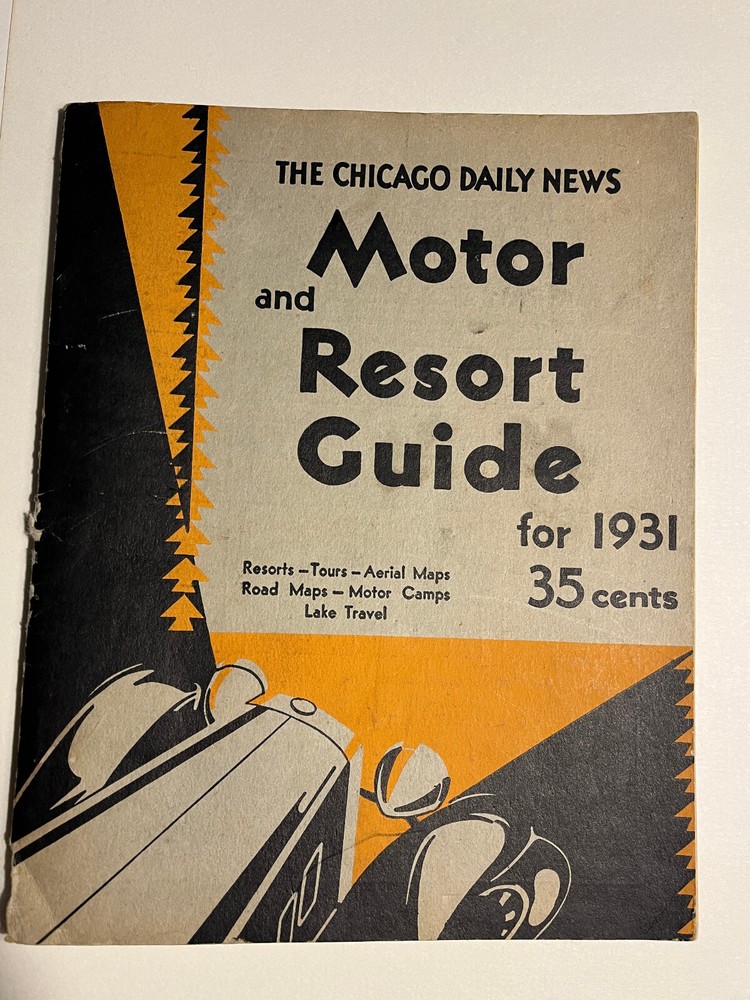 THE CHICAGO DAILY NEWS
Motor
and
Resort
Guide
for 1931
Resorts – Tours – Aerial Maps
Road Maps – Motor Camps
Lake Travel
35 cents